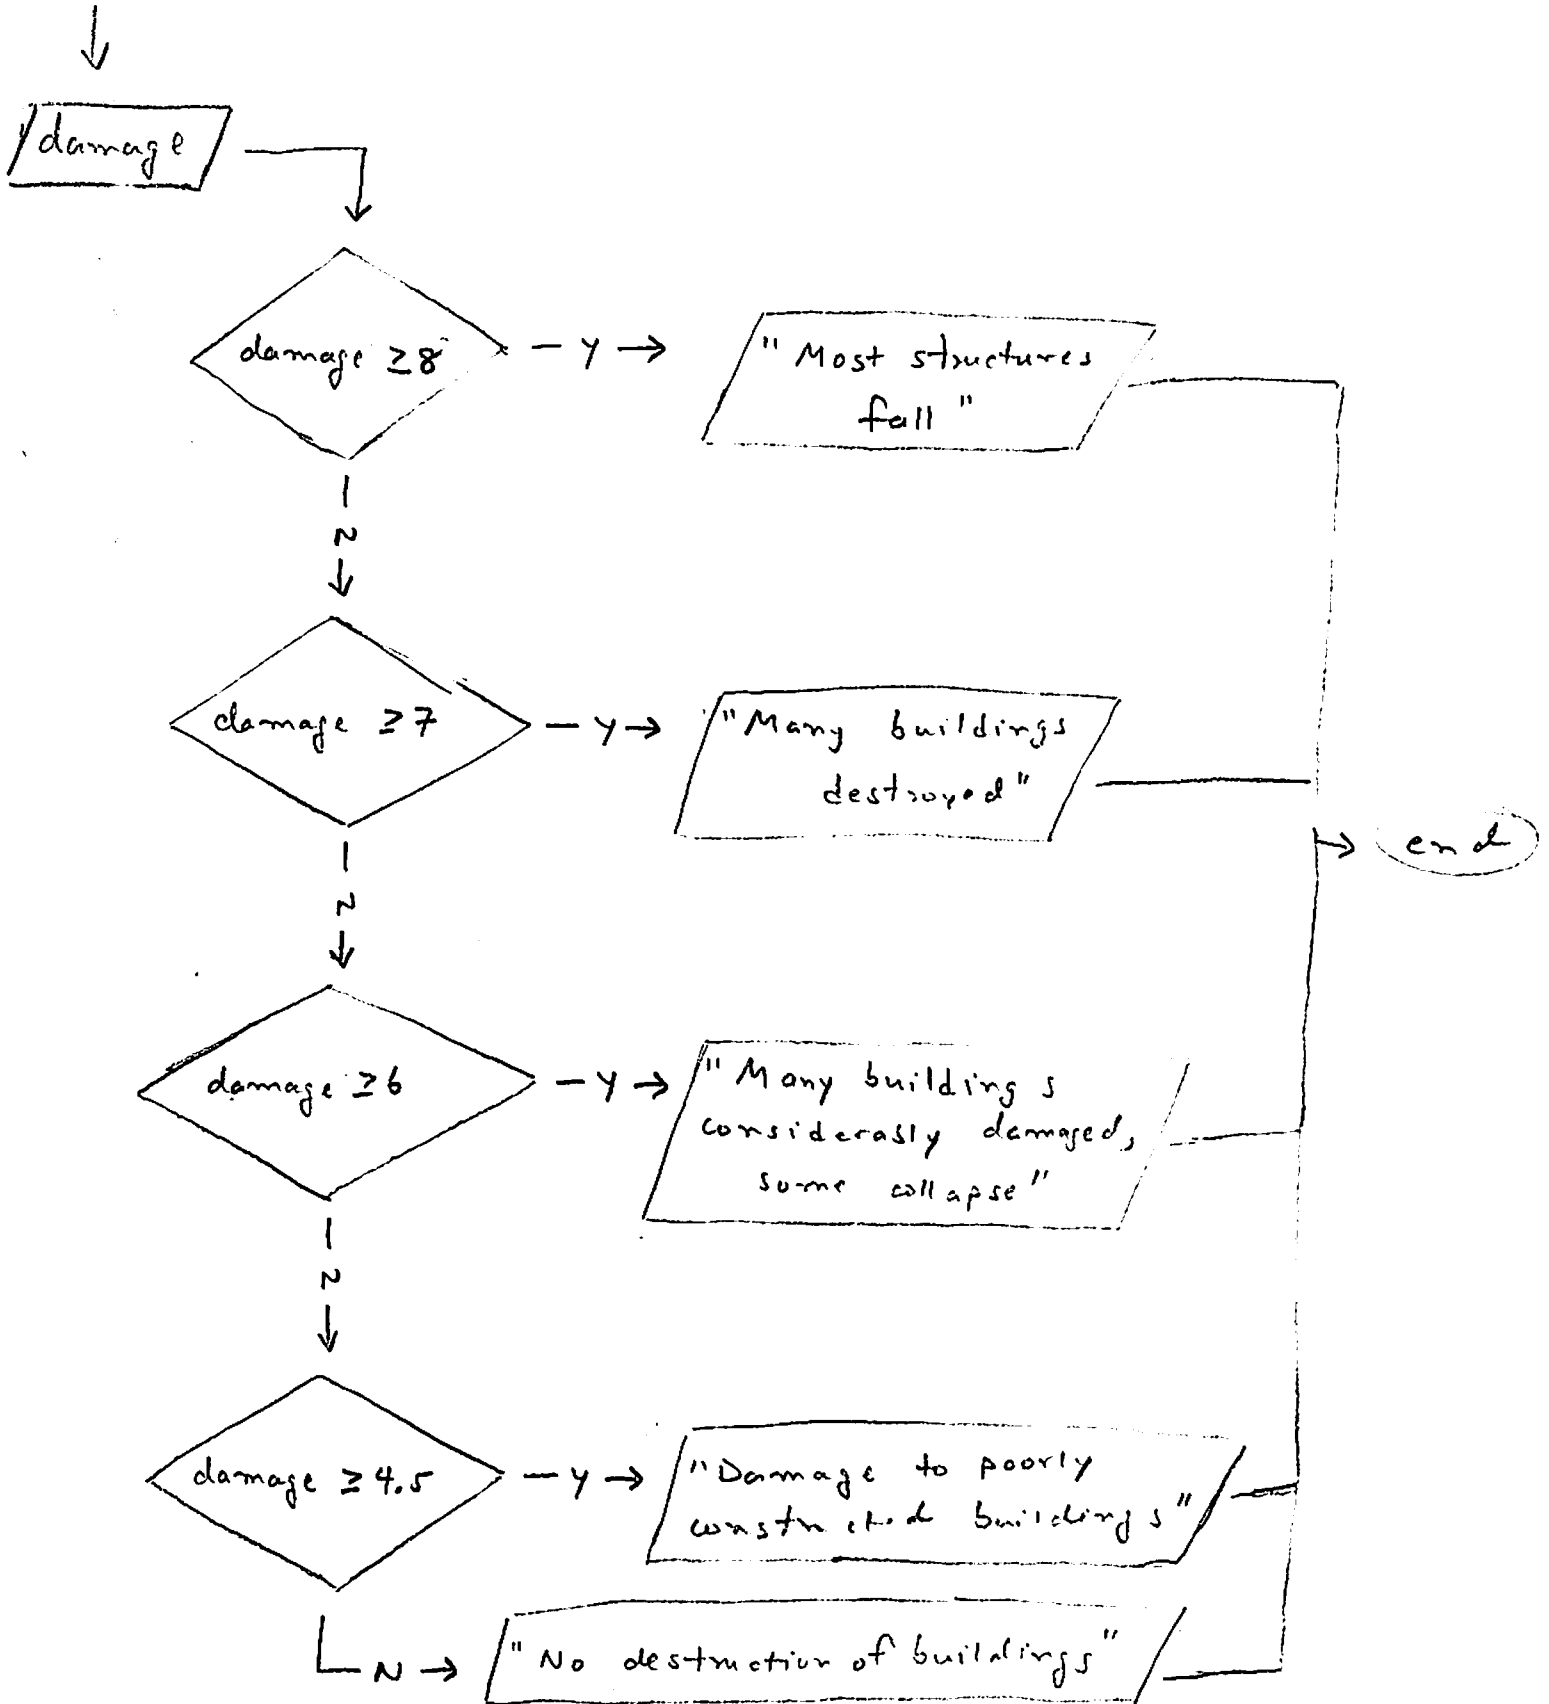 damage
damage ≥8
Y
"Most structures
fall"
N
damage ≥7
Y
"Many buildings
destroyed"
end
N
damage ≥6
Y
"Many buildings
considerably damaged,
some collapse"
N
damage ≥4.5
Y
"Damage to poorly
constructed buildings"
N
"No destruction of buildings"